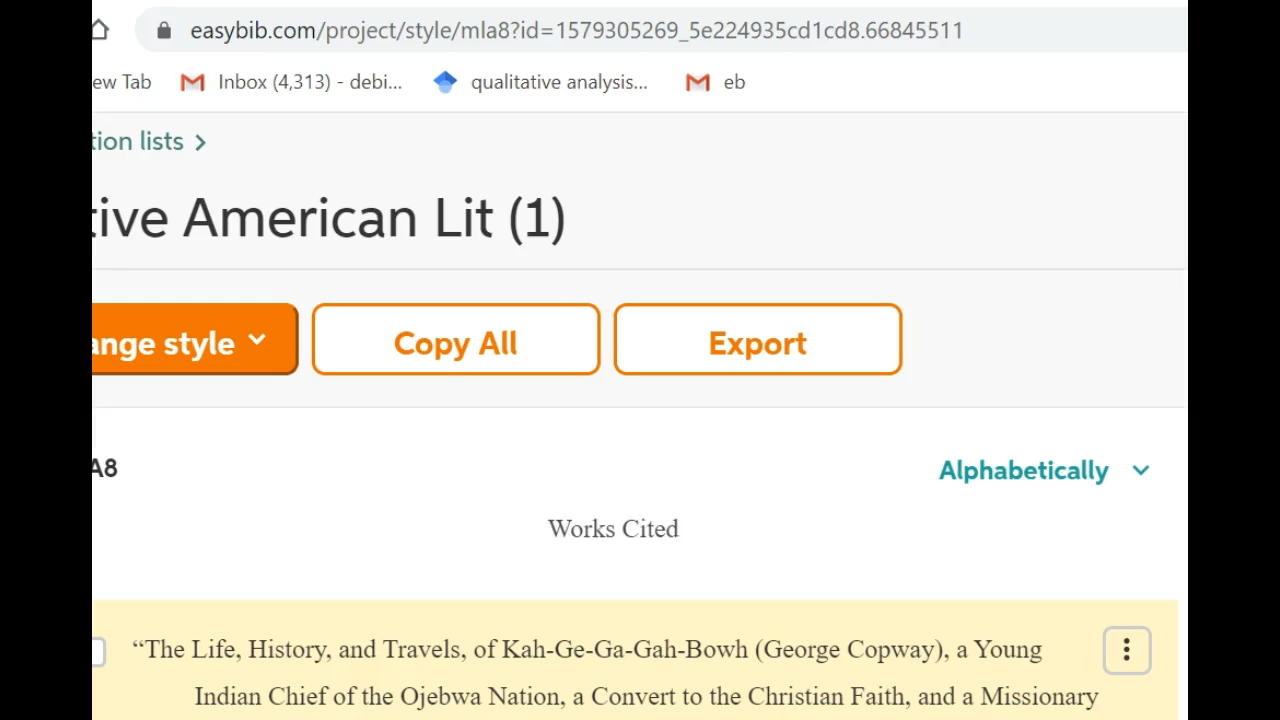 easybib.com/project/style/mla8?id=1579305269_5e224935cd1cd8.66845511
ew Tab Inbox (4,313) - debi... qualitative analysis... eb
tion lists >
tive American Lit (1)
ange style Copy All Export
A8 Alphabetically
Works Cited
“The Life, History, and Travels, of Kah-Ge-Ga-Gah-Bowh (George Copway), a Young
Indian Chief of the Ojebwa Nation, a Convert to the Christian Faith, and a Missionary